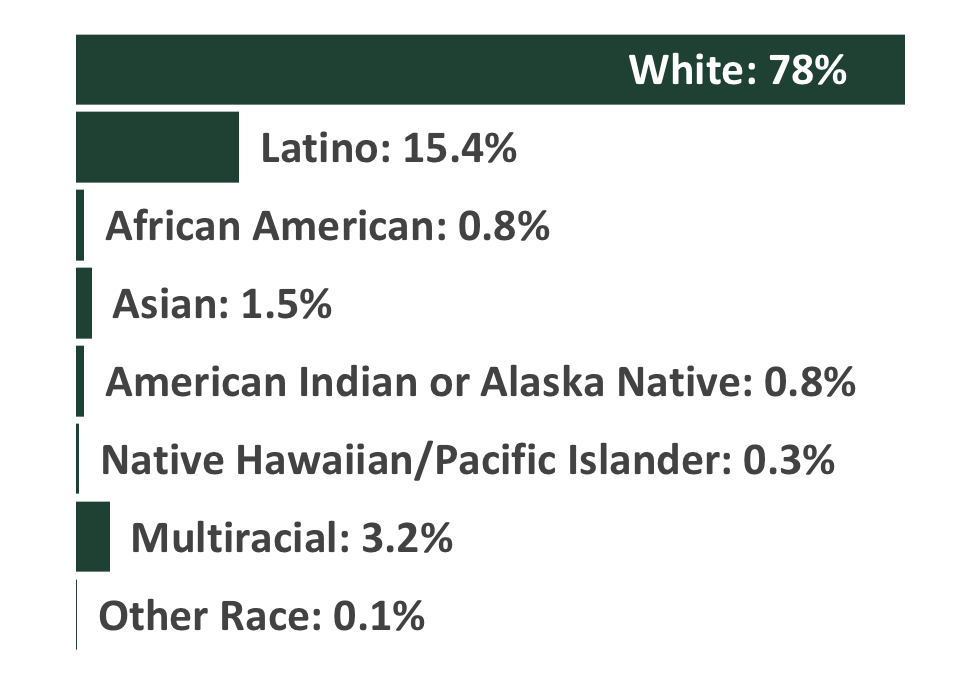 White: 78%
Latino: 15.4%
African American: 0.8%
Asian: 1.5%
American Indian or Alaska Native: 0.8%
Native Hawaiian/Pacific Islander: 0.3%
Multiracial: 3.2%
Other Race: 0.1%